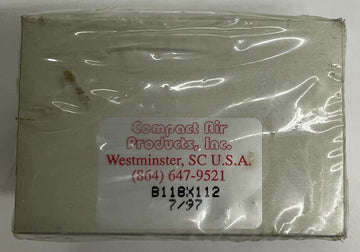 Compact Air
Products, Inc.
Westminster, SC U.S.A.
(864) 647-9521
B118X112
7/97